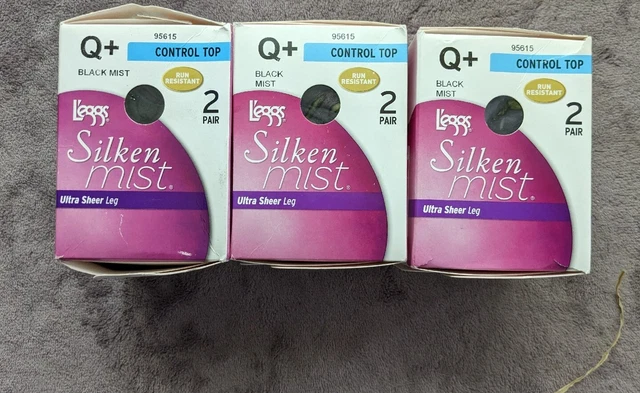 95615
Q+
CONTROL TOP
BLACK MIST
RUN
RESISTANT
L'eggs
2
PAIR
Silken
mist®
Ultra Sheer Leg
95615
Q+
CONTROL TOP
BLACK
MIST
RUN
RESISTANT
L'eggs
2
PAIR
Silken
mist®
Ultra Sheer Leg
95615
Q+
CONTROL TOP
BLACK
MIST
RUN
RESISTANT
L'eggs
2
PAIR
Silken
mist®
Ultra Sheer Leg